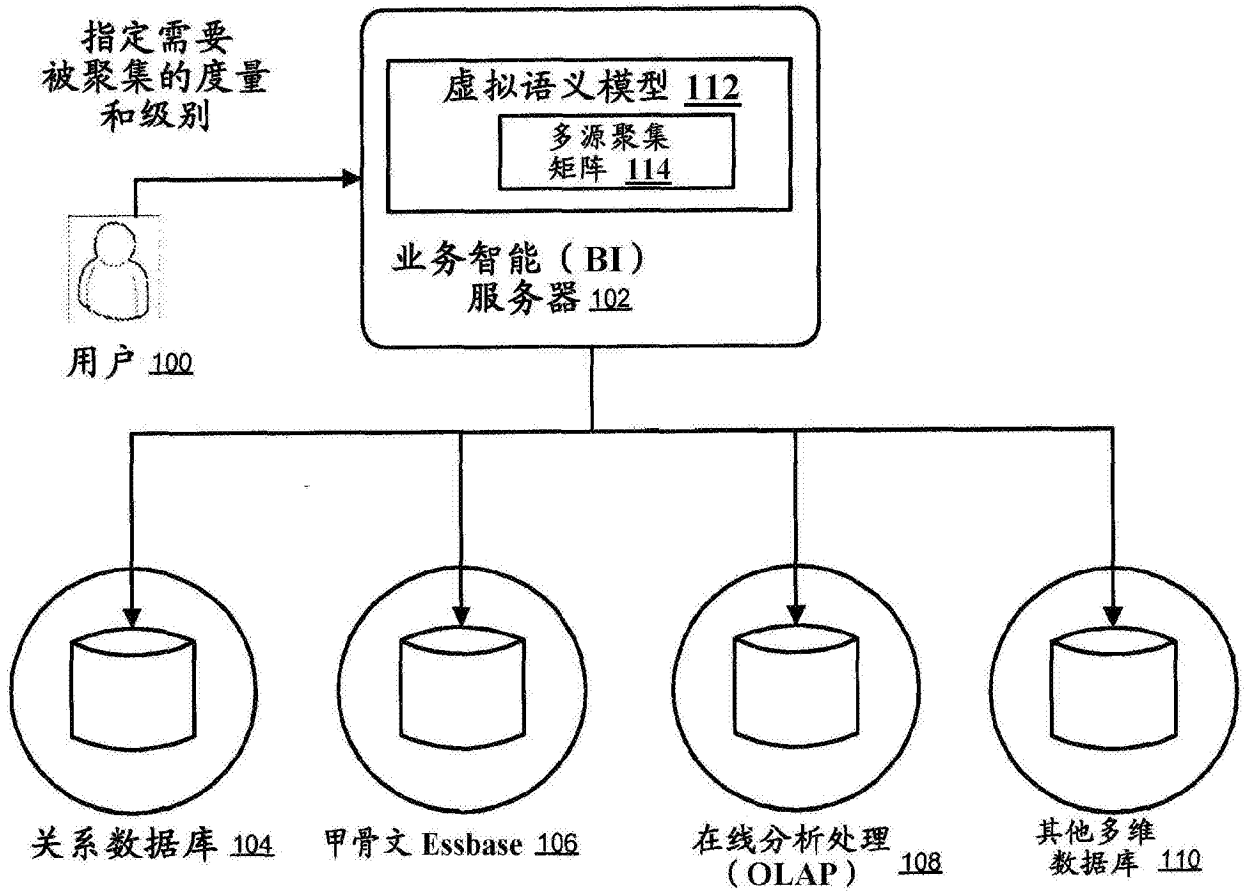 指定需要
被聚集的度量
和级别
虚拟语义模型 112
多源聚集
矩阵 114
业务智能（BI）
服务器 102
用户 100
关系数据库 104
甲骨文 Essbase 106
在线分析处理
（OLAP） 108
其他多维
数据库 110